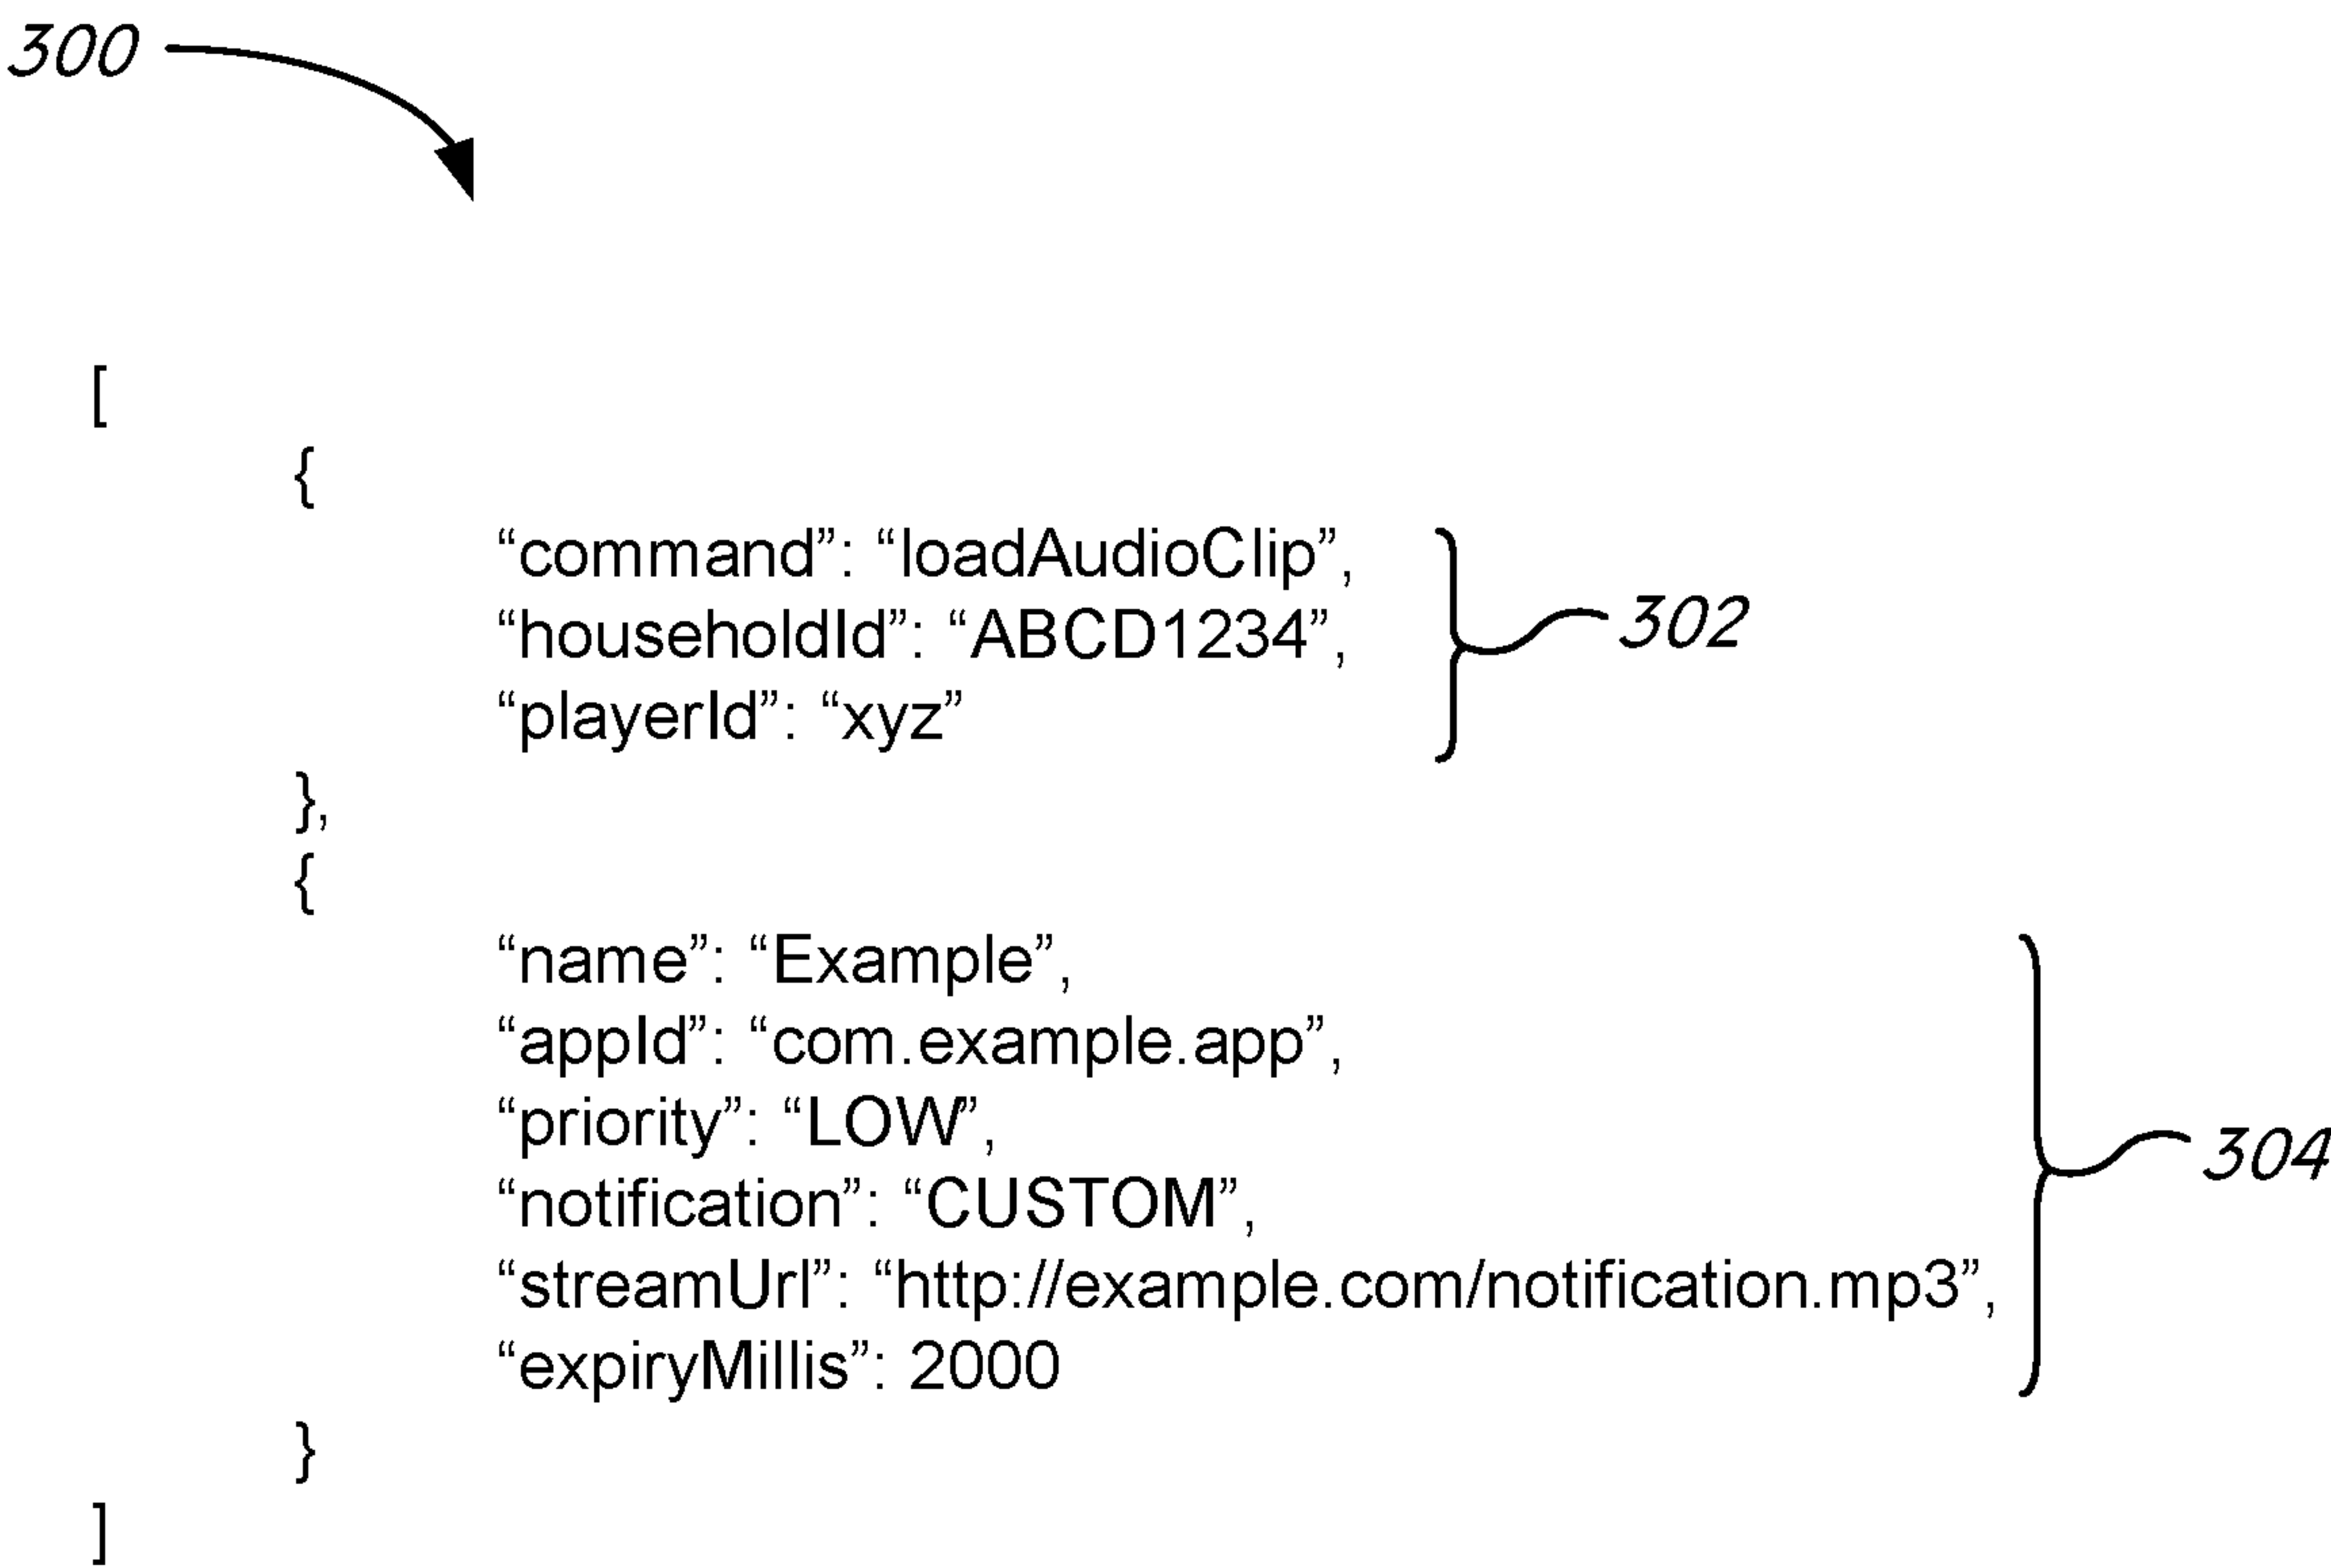 300
[
{
“command”: “loadAudioClip”,
“householdId”: “ABCD1234”,
302
“playerId”: “xyz”
},
{
“name”: “Example”,
“appId”: “com.example.app”,
“priority”: “LOW”,
304
“notification”: “CUSTOM”,
“streamUrl”: “http://example.com/notification.mp3”,
“expiryMillis”: 2000
}
]